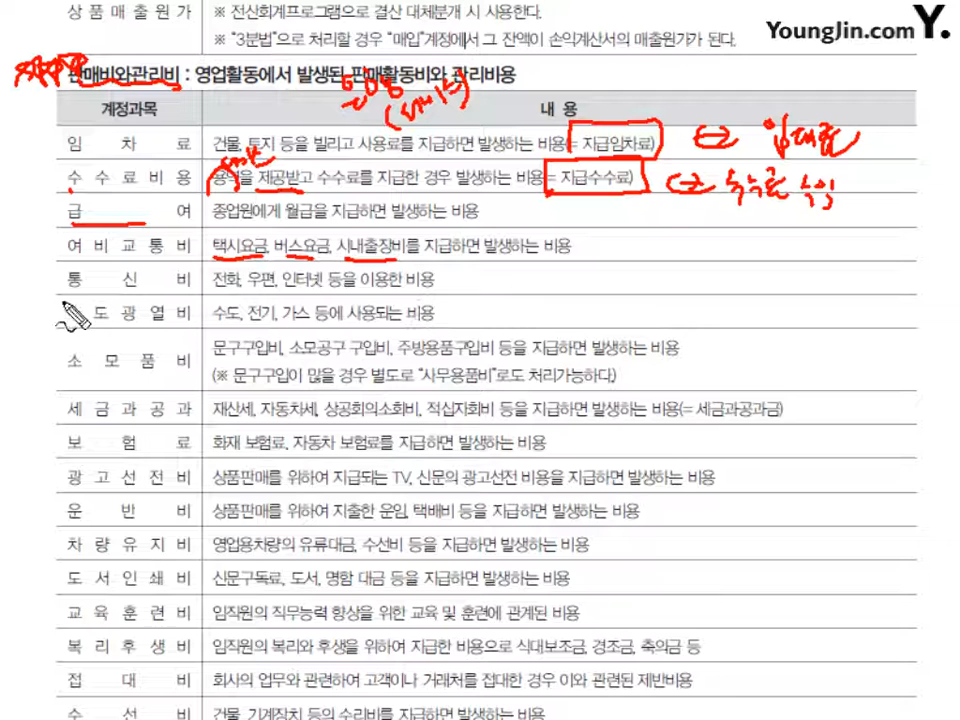 상품매출원가 ※ 전산회계프로그램으로 결산 대체분개 시 사용한다.
※ "3분법"으로 처리할 경우 "매입"계정에서 그 잔액이 손익계산서의 매출원가가 된다.
YoungJin.com Y.
판매비와관리비 : 영업활동에서 발생된 판매활동비와 관리비용
계정과목 내 용
임 차 료 건물, 토지 등을 빌리고 사용료를 지급하면 발생하는 비용(= 지급임차료) ⇔ 임대료
수수료비용 용역을 제공받고 수수료를 지급한 경우 발생하는 비용(= 지급수수료) ⇔ 수수료 수익
급 여 종업원에게 월급을 지급하면 발생하는 비용
여비교통비 택시요금, 버스요금, 시내출장비를 지급하면 발생하는 비용
통 신 비 전화, 우편, 인터넷 등을 이용한 비용
도 광 열 비 수도, 전기, 가스 등에 사용되는 비용
소 모 품 비 문구구입비, 소모공구 구입비, 주방용품구입비 등을 지급하면 발생하는 비용
(※ 문구구입이 많을 경우 별도로 "사무용품비"로도 처리가능하다.)
세금과공과 재산세, 자동차세, 상공회의소회비, 적십자회비 등을 지급하면 발생하는 비용(= 세금과공과금)
보 험 료 화재 보험료, 자동차 보험료를 지급하면 발생하는 비용
광고선전비 상품판매를 위하여 지급되는 TV, 신문의 광고선전 비용을 지급하면 발생하는 비용
운 반 비 상품판매를 위하여 지출한 운임, 택배비 등을 지급하면 발생하는 비용
차량유지비 영업용차량의 유류대금, 수선비 등을 지급하면 발생하는 비용
도서인쇄비 신문구독료, 도서, 명함 대금 등을 지급하면 발생하는 비용
교육훈련비 임직원의 직무능력 향상을 위한 교육 및 훈련에 관계된 비용
복리후생비 임직원의 복리와 후생을 위하여 지급한 비용으로 식대보조금, 경조금, 축의금 등
접 대 비 회사의 업무와 관련하여 고객이나 거래처를 접대한 경우 이와 관련된 제반비용
수 선 비 건물, 기계장치 등의 수리비를 지급하면 발생하는 비용